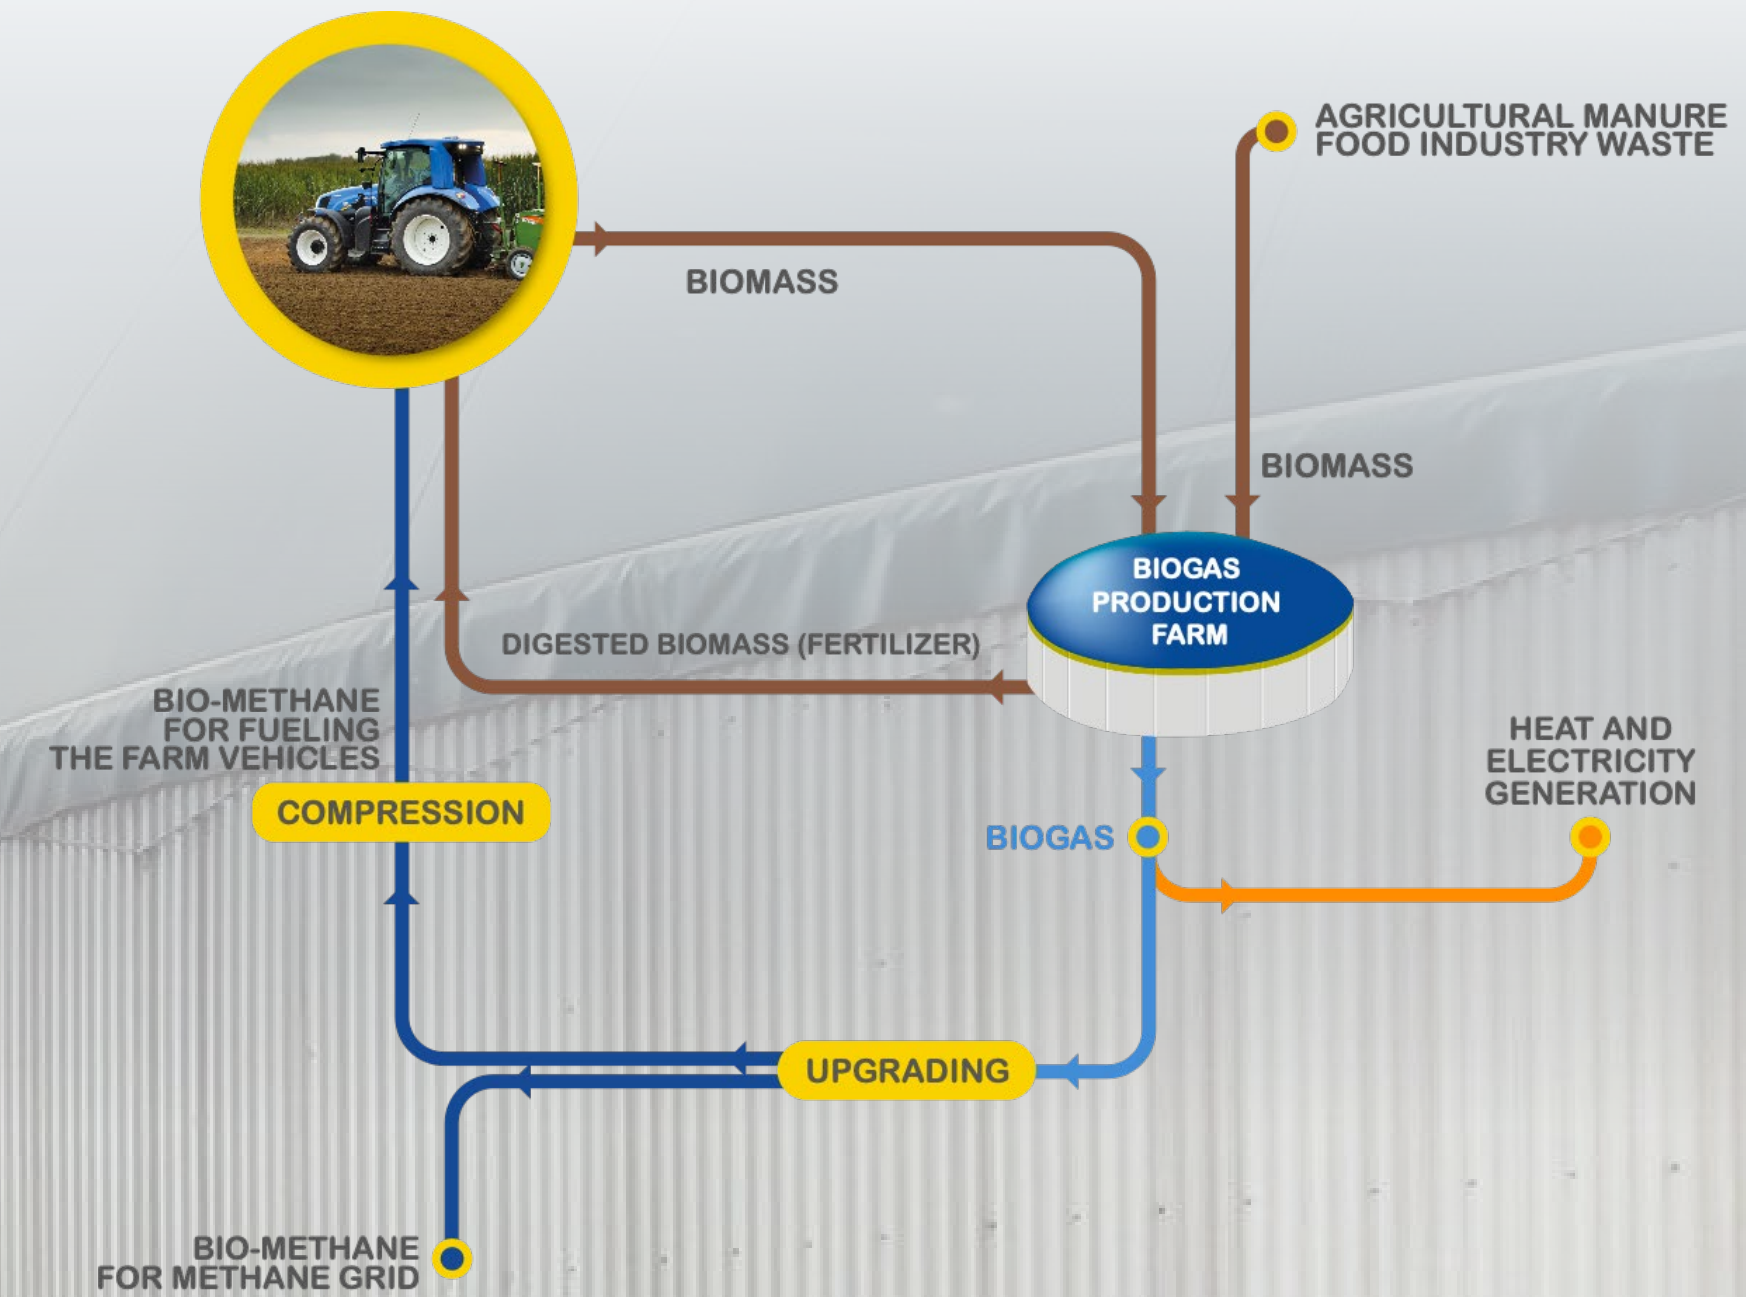 AGRICULTURAL MANURE
FOOD INDUSTRY WASTE
BIOMASS
BIOMASS
BIOGAS
PRODUCTION
FARM
DIGESTED BIOMASS (FERTILIZER)
BIO-METHANE
FOR FUELING
THE FARM VEHICLES
COMPRESSION
HEAT AND
ELECTRICITY
GENERATION
BIOGAS
UPGRADING
BIO-METHANE
FOR METHANE GRID